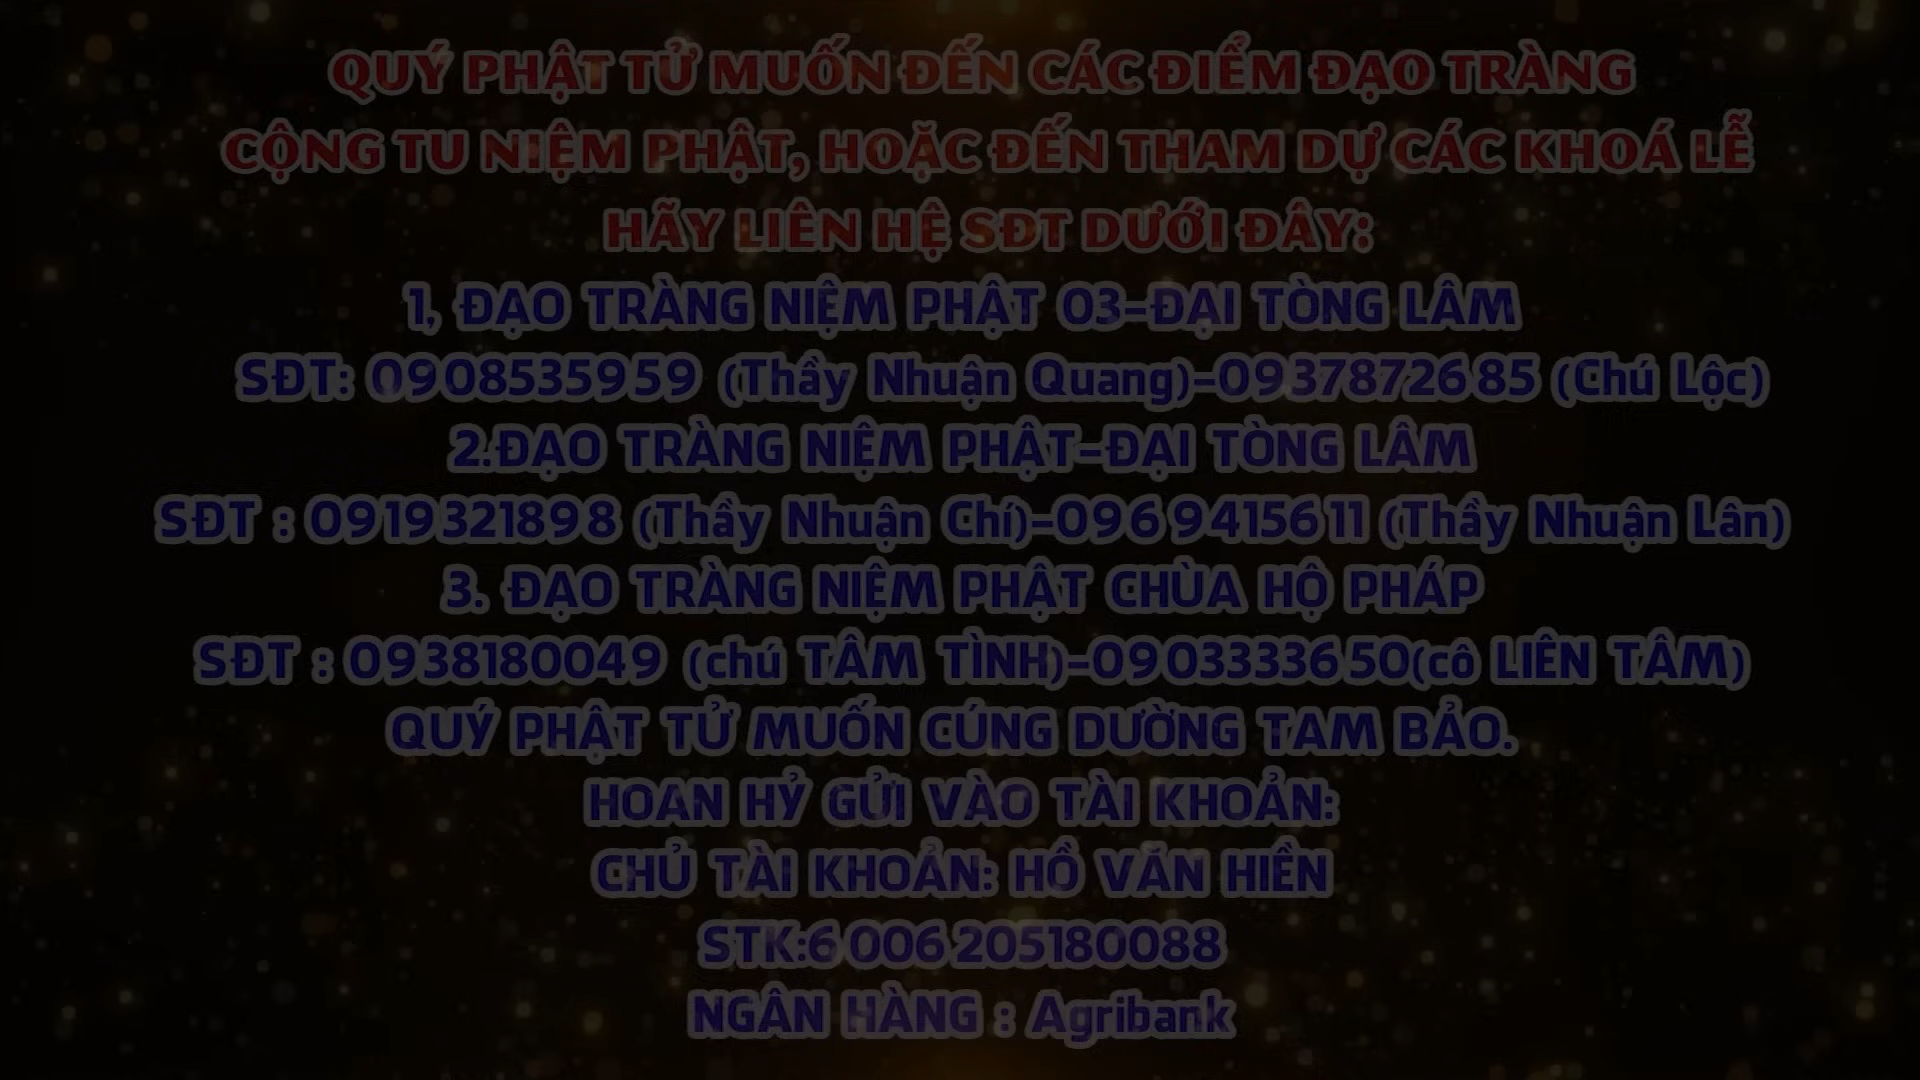 QUÝ PHẬT TỬ MUỐN ĐẾN CÁC ĐIỂM ĐẠO TRÀNG
CỘNG TU NIỆM PHẬT, HOẶC ĐẾN THAM DỰ CÁC KHOÁ LỄ
HÃY LIÊN HỆ SĐT DƯỚI ĐÂY:
1, ĐẠO TRÀNG NIỆM PHẬT 03-ĐẠI TÒNG LÂM
SĐT: 0908535959 (Thầy Nhuận Quang)-0937872685 (Chú Lộc)
2.ĐẠO TRÀNG NIỆM PHẬT-ĐẠI TÒNG LÂM
SĐT : 0919321898 (Thầy Nhuận Chí)-0969415611 (Thầy Nhuận Lân)
3. ĐẠO TRÀNG NIỆM PHẬT CHÙA HỘ PHÁP
SĐT : 0938180049 (chú TÂM TÌNH)-0903333650(cô LIÊN TÂM)
QUÝ PHẬT TỬ MUỐN CÚNG DƯỜNG TAM BẢO.
HOAN HỶ GỬI VÀO TÀI KHOẢN:
CHỦ TÀI KHOẢN: HỒ VĂN HIỀN
STK:6006205180088
NGÂN HÀNG : Agribank